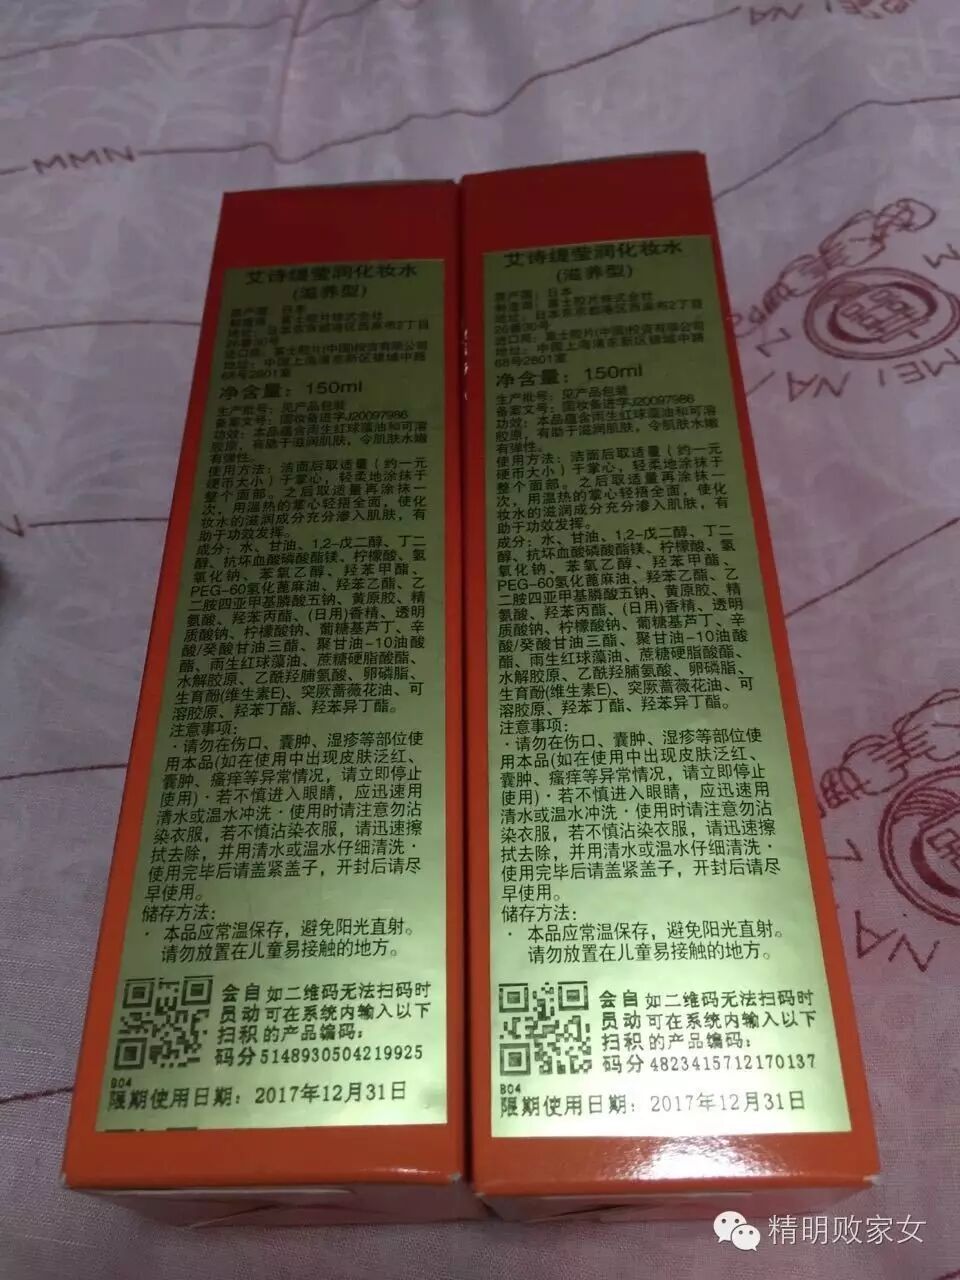 MMN
艾诗缇莹润化妆水
(滋养型)
原产国：日本
制造商：富士胶片株式会社
地址：日本东京都港区西麻布2丁目
26番30号
进口商：富士胶片(中国)投资有限公司
地址：中国上海浦东新区银城中路
68号2801室
净含量：150ml
生产批号：见产品包装
备案文号：国妆备进字J20097986
功效：本品蕴含雨生红球藻油和可溶
胶原，有助于滋润肌肤，令肌肤水嫩
有弹性。
使用方法：洁面后取适量（约一元
硬币大小）于掌心，轻柔地涂抹于
整个面部。之后取适量再涂抹一
次，用温热的掌心轻捂全面，使化
妆水的滋润成分充分渗入肌肤，有
助于功效发挥。
成分：水、甘油、1,2-戊二醇、丁二
醇、抗坏血酸磷酸酯镁、柠檬酸、氢
氧化钠、苯氧乙醇、羟苯甲酯、
PEG-60氢化蓖麻油、羟苯乙酯、乙
二胺四亚甲基膦酸五钠、黄原胶、精
氨酸、羟苯丙酯、(日用)香精、透明
质酸钠、柠檬酸钠、葡糖基芦丁、辛
酸/癸酸甘油三酯、聚甘油-10油酸
酯、雨生红球藻油、蔗糖硬脂酸酯、
水解胶原、乙酰羟脯氨酸、卵磷脂、
生育酚(维生素E)、突厥蔷薇花油、可
溶胶原、羟苯丁酯、羟苯异丁酯。
注意事项：
·请勿在伤口、囊肿、湿疹等部位使
用本品(如在使用中出现皮肤泛红、
囊肿、瘙痒等异常情况，请立即停止
使用)·若不慎进入眼睛，应迅速用
清水或温水冲洗·使用时请注意勿沾
染衣服，若不慎沾染衣服，请迅速擦
拭去除，并用清水或温水仔细清洗·
使用完毕后请盖紧盖子，开封后请尽
早使用。
储存方法：
·本品应常温保存，避免阳光直射。
请勿放置在儿童易接触的地方。
会自如二维码无法扫码时
员动可在系统内输入以下
扫积的产品编码：
码分5148930504219925
B04
限期使用日期：2017年12月31日
艾诗缇莹润化妆水
(滋养型)
原产国：日本
制造商：富士胶片株式会社
地址：日本东京都港区西麻布2丁目
26番30号
进口商：富士胶片(中国)投资有限公司
地址：中国上海浦东新区银城中路
68号2801室
净含量：150ml
生产批号：见产品包装
备案文号：国妆备进字J20097986
功效：本品蕴含雨生红球藻油和可溶
胶原，有助于滋润肌肤，令肌肤水嫩
有弹性。
使用方法：洁面后取适量（约一元
硬币大小）于掌心，轻柔地涂抹于
整个面部。之后取适量再涂抹一
次，用温热的掌心轻捂全面，使化
妆水的滋润成分充分渗入肌肤，有
助于功效发挥。
成分：水、甘油、1,2-戊二醇、丁二
醇、抗坏血酸磷酸酯镁、柠檬酸、氢
氧化钠、苯氧乙醇、羟苯甲酯、
PEG-60氢化蓖麻油、羟苯乙酯、乙
二胺四亚甲基膦酸五钠、黄原胶、精
氨酸、羟苯丙酯、(日用)香精、透明
质酸钠、柠檬酸钠、葡糖基芦丁、辛
酸/癸酸甘油三酯、聚甘油-10油酸
酯、雨生红球藻油、蔗糖硬脂酸酯、
水解胶原、乙酰羟脯氨酸、卵磷脂、
生育酚(维生素E)、突厥蔷薇花油、可
溶胶原、羟苯丁酯、羟苯异丁酯。
注意事项：
·请勿在伤口、囊肿、湿疹等部位使
用本品(如在使用中出现皮肤泛红、
囊肿、瘙痒等异常情况，请立即停止
使用)·若不慎进入眼睛，应迅速用
清水或温水冲洗·使用时请注意勿沾
染衣服，若不慎沾染衣服，请迅速擦
拭去除，并用清水或温水仔细清洗·
使用完毕后请盖紧盖子，开封后请尽
早使用。
储存方法：
·本品应常温保存，避免阳光直射。
请勿放置在儿童易接触的地方。
会自如二维码无法扫码时
员动可在系统内输入以下
扫积的产品编码：
码分4823415712170137
B04
限期使用日期：2017年12月31日
MEI NA
精明败家女